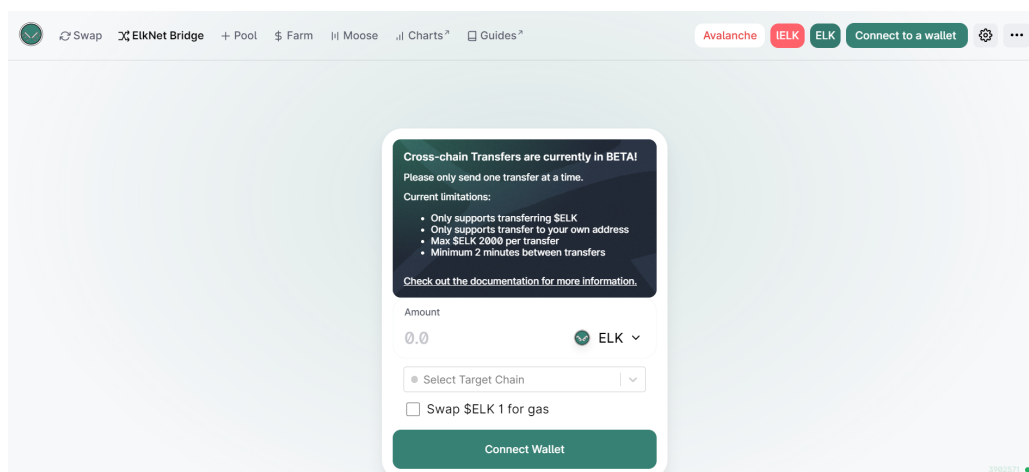 Swap ElkNet Bridge + Pool $ Farm Moose Charts↗ Guides↗ Avalanche IELK ELK Connect to a wallet
Cross-chain Transfers are currently in BETA!
Please only send one transfer at a time.
Current limitations:
• Only supports transferring $ELK
• Only supports transfer to your own address
• Max $ELK 2000 per transfer
• Minimum 2 minutes between transfers
Check out the documentation for more information.
Amount
0.0 ELK
Select Target Chain
Swap $ELK 1 for gas
Connect Wallet